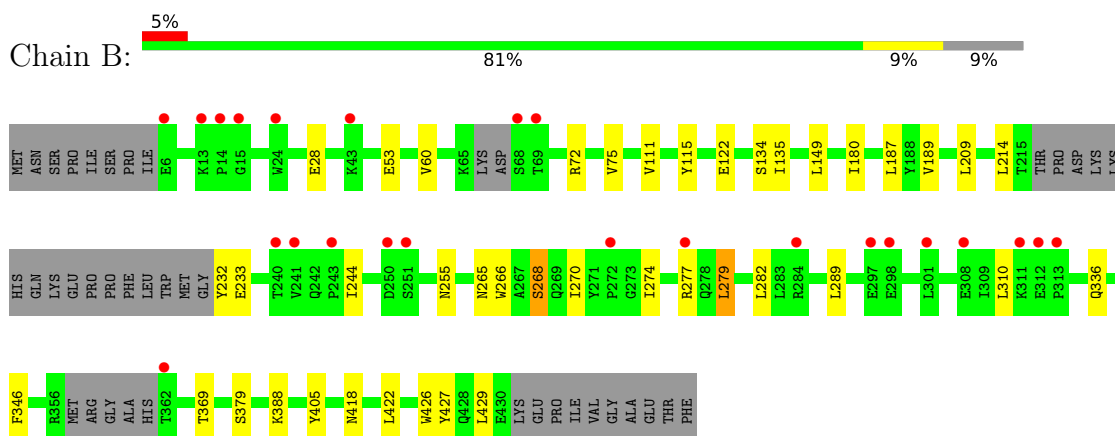 5%
Chain B:
81% 9% 9%
MET ASN SER PRO ILE SER PRO ILE E6 K13 P14 G15 W24 E28 K43 E53 V60 K65 LYS ASP S68 T69 R72 V75 V111 Y115 E122 S134 I135 L149 I180 L187 Y188 V189 L209 L214 T215 THR PRO ASP LYS LYS
HIS GLN LYS GLU PRO PRO PHE LEU TRP MET GLY Y232 E233 T240 V241 Q242 P243 I244 D250 S251 N255 N265 W266 A267 S268 Q269 I270 Y271 P272 G273 I274 R277 Q278 L279 L282 L283 R284 L289 E297 E298 L301 E308 I309 L310 K311 E312 P313 Q336
F346 R356 MET ARG GLY ALA HIS T362 T369 S379 K388 Y405 N418 L422 W426 Y427 Q428 L429 E430 LYS GLU PRO ILE VAL GLY ALA GLU THR PHE